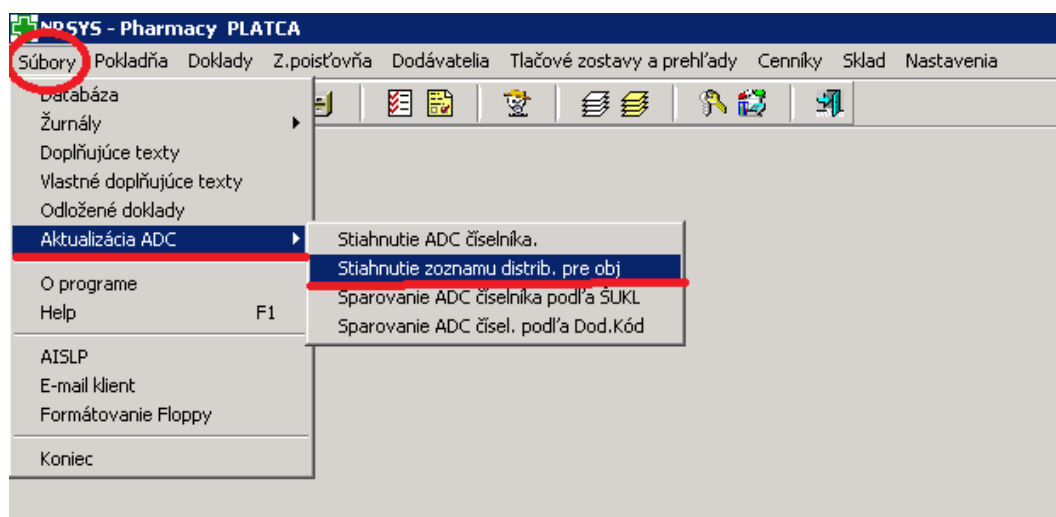 NRSYS - Pharmacy PLATCA
Súbory Pokladňa Doklady Z.poisťovňa Dodávatelia Tlačové zostavy a prehľady Cenníky Sklad Nastavenia
Databáza
Žurnály
Doplňujúce texty
Vlastné doplňujúce texty
Odložené doklady
Aktualizácia ADC
Stiahnutie ADC číselníka.
Stiahnutie zoznamu distrib. pre obj
Sparovanie ADC číselníka podľa ŠUKL
Sparovanie ADC čísel. podľa Dod.Kód
O programe
Help F1
AISLP
E-mail klient
Formátovanie Floppy
Koniec